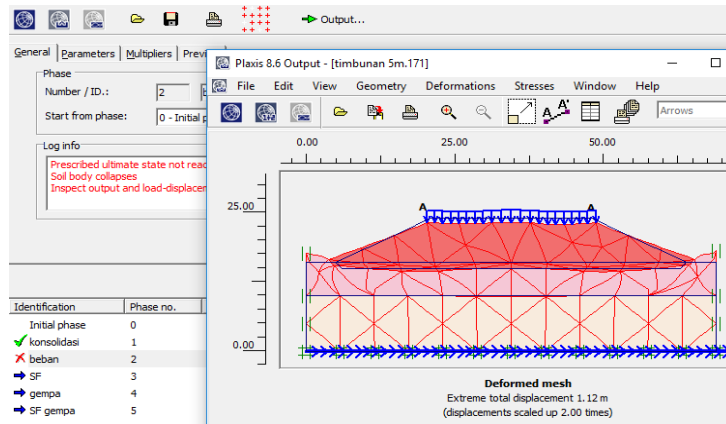 Output...
General Parameters Multipliers
Phase
Number / ID.: 2
Start from phase: 0 - Initial
Log info
Prescribed ultimate state not
Soil body collapses
Inspect output and
Identification Phase no.
Initial phase 0
konsolidasi 1
beban 2
SF 3
gempa 4
SF gempa 5
Plaxis 8.6 Output - [timbunan 5m.171]
File Edit View Geometry Deformations Stresses Window Help
A A' Arrows
0.00 25.00 50.00
25.00
0.00
A A
Deformed mesh
Extreme total displacement 1.12 m
(displacements scaled up 2.00 times)